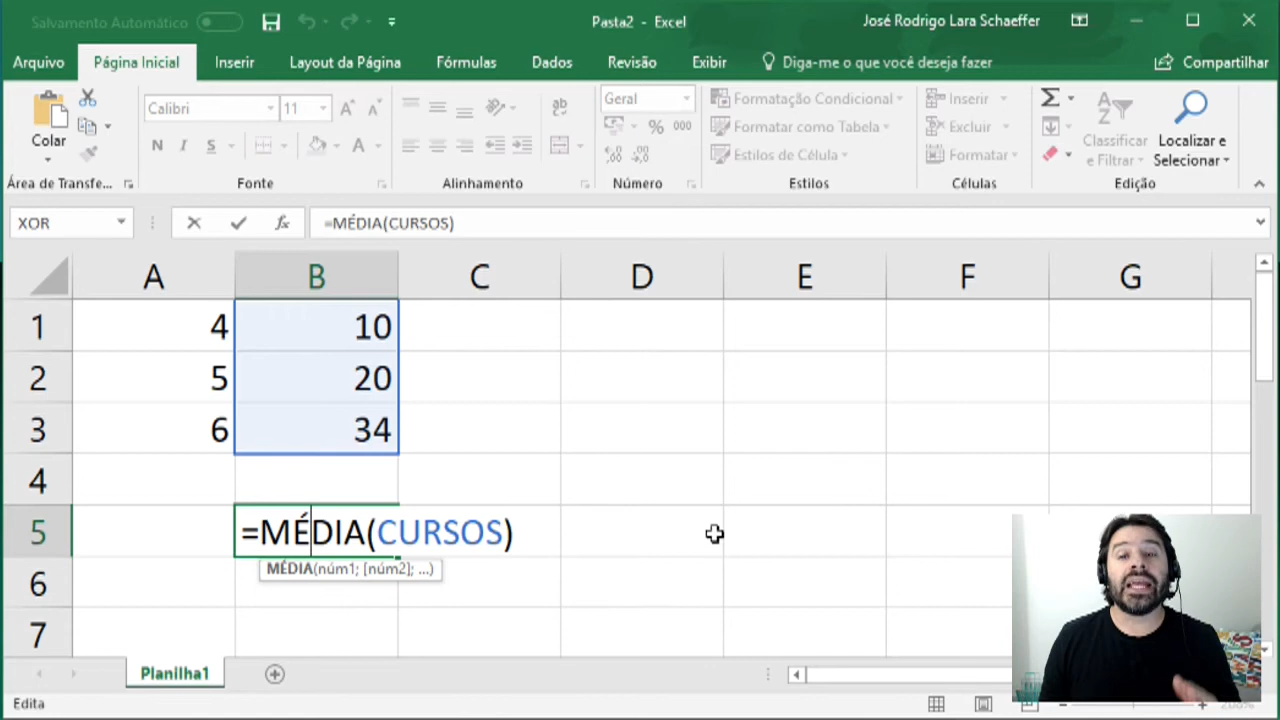 Salvamento Automático
Pasta2 - Excel
José Rodrigo Lara Schaeffer
Arquivo Página Inicial Inserir Layout da Página Fórmulas Dados Revisão Exibir Diga-me o que você deseja fazer Compartilhar
Colar
Área de Transfe...
Calibri 11
N I S A
Fonte
Alinhamento
Geral
% 000
Número
Formatação Condicional
Formatar como Tabela
Estilos de Célula
Estilos
Inserir
Excluir
Formatar
Células
Classificar e Filtrar
Localizar e Selecionar
Edição
XOR fx =MÉDIA(CURSOS)
A B C D E F G
1 4 10
2 5 20
3 6 34
4
5 =MÉDIA(CURSOS)
MÉDIA(núm1; [núm2]; ...)
6
7
Planilha1
Edita